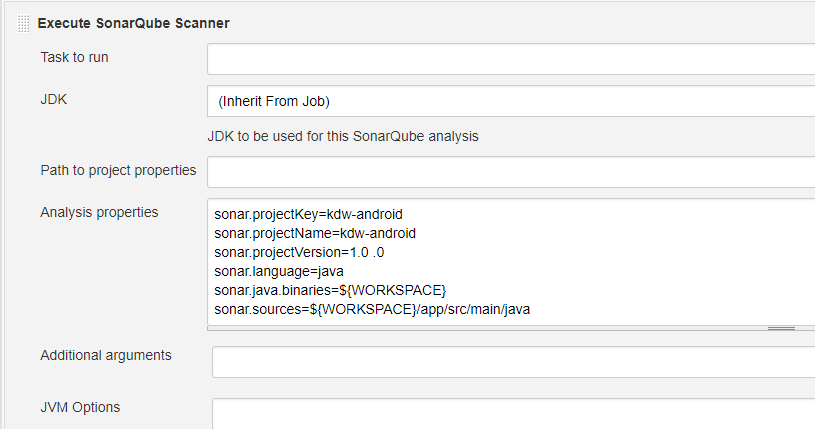 Execute SonarQube Scanner
Task to run
JDK
(Inherit From Job)
JDK to be used for this SonarQube analysis
Path to project properties
Analysis properties
sonar.projectKey=kdw-android
sonar.projectName=kdw-android
sonar.projectVersion=1.0 .0
sonar.language=java
sonar.java.binaries=${WORKSPACE}
sonar.sources=${WORKSPACE}/app/src/main/java
Additional arguments
JVM Options